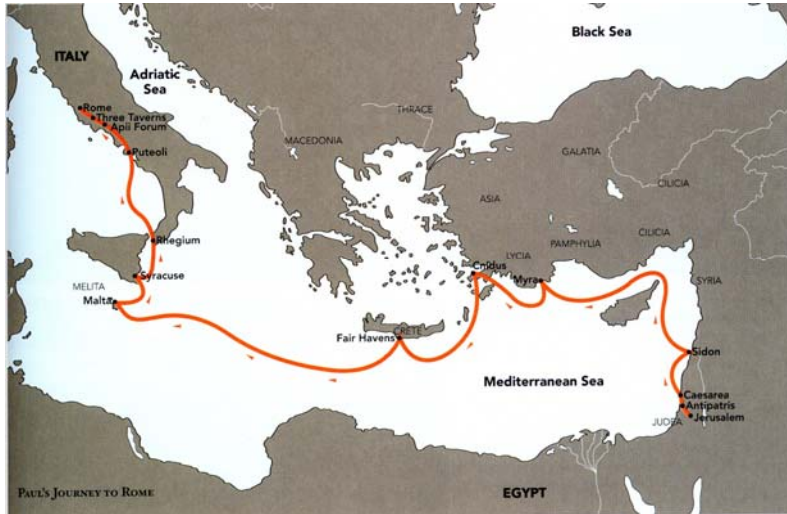 Black Sea
ITALY
Adriatic
Sea
Rome
Three Taverns
Apii Forum
THRACE
MACEDONIA
Puteoli
GALATIA
CILICIA
ASIA
Rhegium
CILICIA
PAMPHYLIA
LYCIA
Cnidus
Myra
SYRIA
Syracuse
MELITA
Malta
CRETE
Fair Havens
Sidon
Mediterranean Sea
Caesarea
Antipatris
Jerusalem
JUDEA
PAUL'S JOURNEY TO ROME
EGYPT